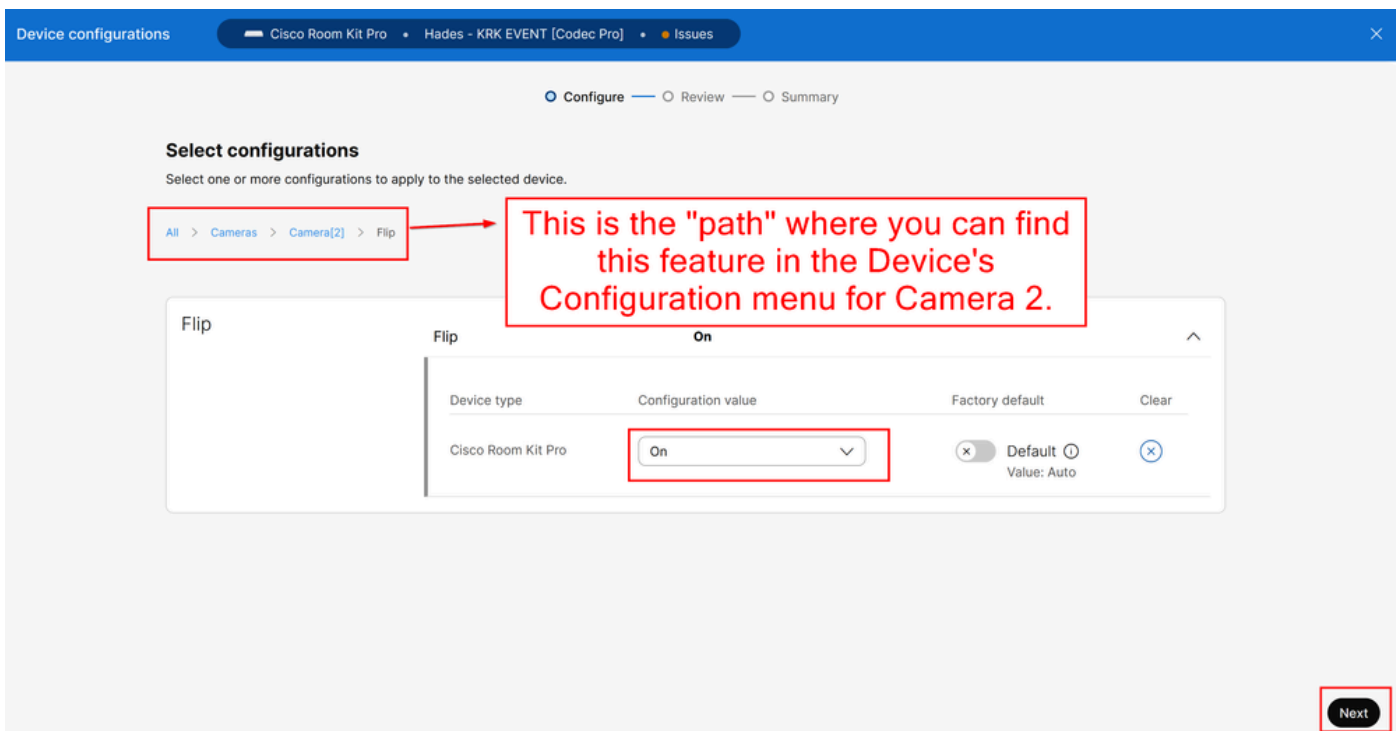 Device configurations
Cisco Room Kit Pro • Hades - KRK EVENT [Codec Pro] • Issues
Configure Review Summary
Select configurations
Select one or more configurations to apply to the selected device.
All > Cameras > Camera[2] > Flip
This is the "path" where you can find
this feature in the Device's
Configuration menu for Camera 2.
Flip
Flip On
Device type Configuration value Factory default Clear
Cisco Room Kit Pro On Default
Value: Auto
Next